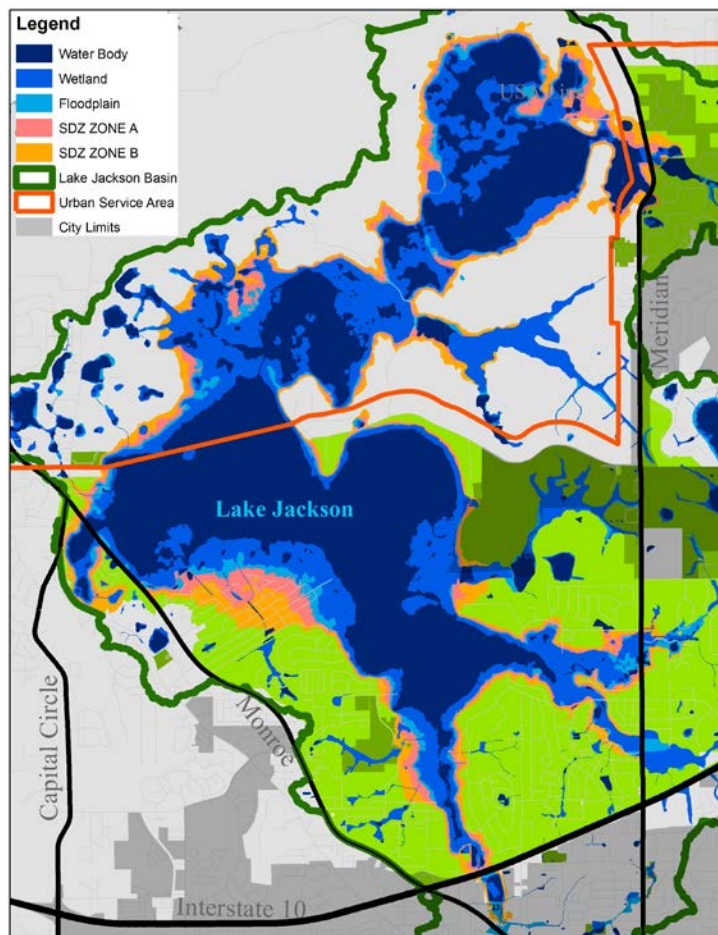 Legend
Water Body
Wetland
Floodplain
SDZ ZONE A
SDZ ZONE B
Lake Jackson Basin
Urban Service Area
City Limits
Meridian
Lake Jackson
Capital Circle
Monroe
Interstate 10